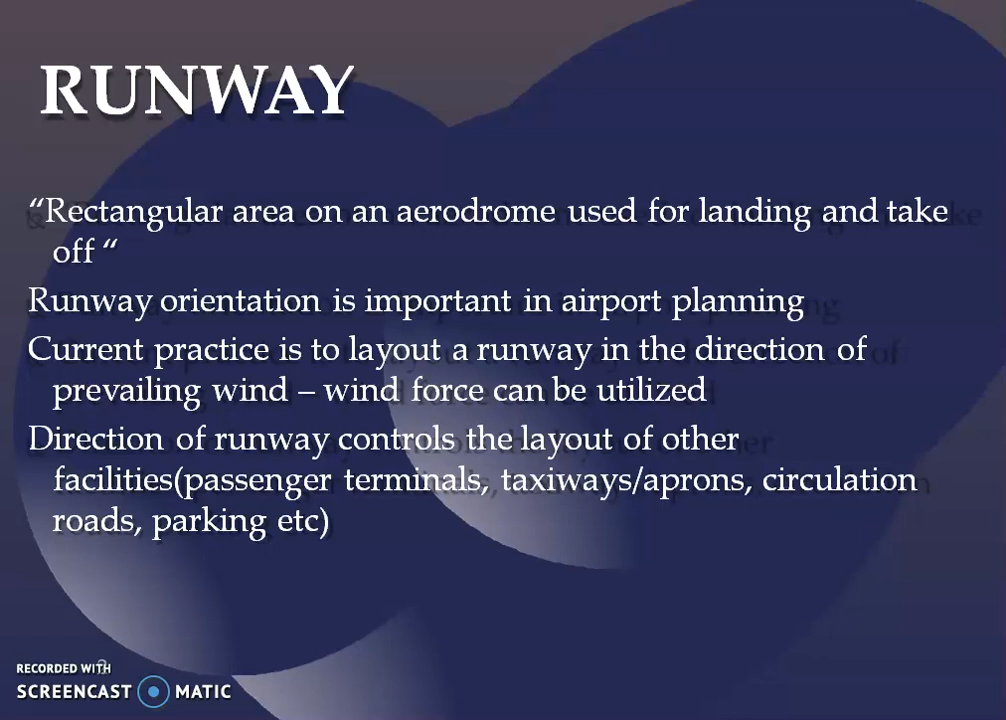 RUNWAY
“Rectangular area on an aerodrome used for landing and take
off “
Runway orientation is important in airport planning
Current practice is to layout a runway in the direction of
prevailing wind – wind force can be utilized
Direction of runway controls the layout of other
facilities(passenger terminals, taxiways/aprons, circulation
roads, parking etc)
RECORDED WITH
SCREENCAST MATIC